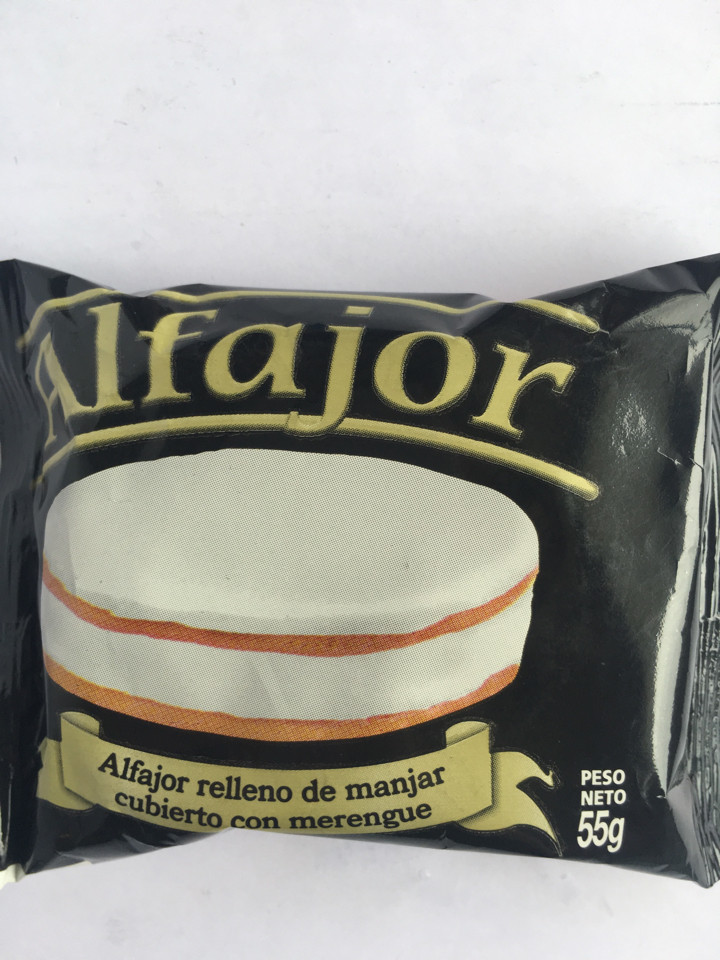 Alfajor
Alfajor relleno de manjar
cubierto con merengue
PESO
NETO
55g